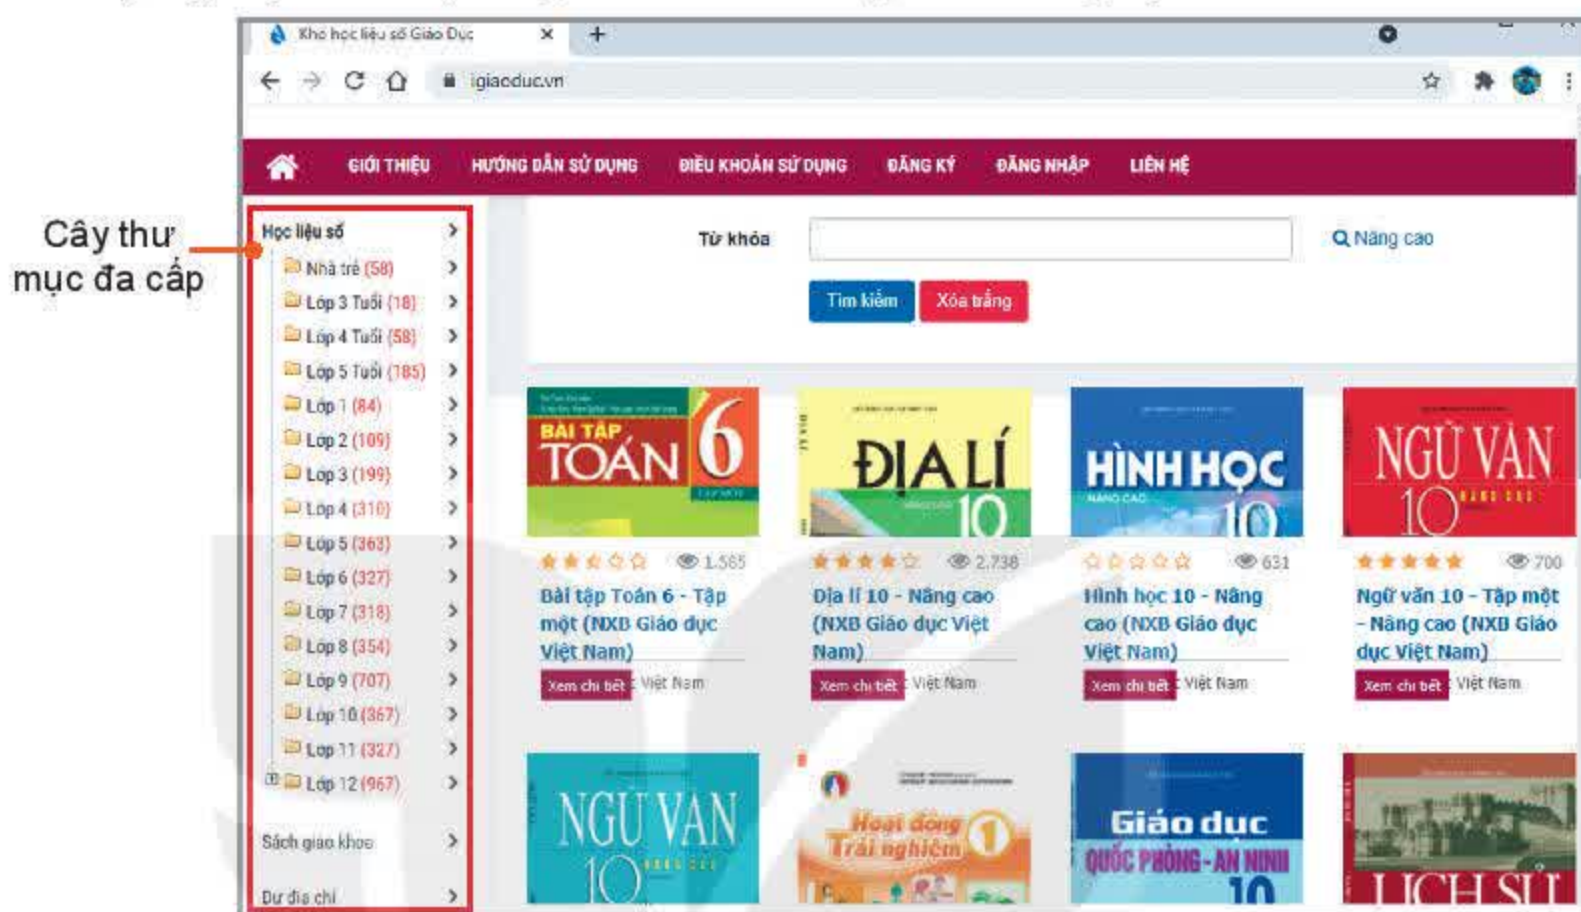 Kho học liệu số Giáo Dục
igiaoduc.vn
GIỚI THIỆU HƯỚNG DẪN SỬ DỤNG ĐIỀU KHOẢN SỬ DỤNG ĐĂNG KÝ ĐĂNG NHẬP LIÊN HỆ
Cây thư
mục đa cấp
Học liệu số
Nhà trẻ (58)
Lớp 3 Tuổi (18)
Lớp 4 Tuổi (58)
Lớp 5 Tuổi (185)
Lớp 1 (84)
Lớp 2 (109)
Lớp 3 (199)
Lớp 4 (310)
Lớp 5 (363)
Lớp 6 (327)
Lớp 7 (318)
Lớp 8 (354)
Lớp 9 (707)
Lớp 10 (367)
Lớp 11 (327)
Lớp 12 (967)
Sách giáo khoa
Dư địa chí
Từ khóa
Nâng cao
Tìm kiếm Xóa trắng
BÀI TẬP
TOÁN 6
ĐỊA LÍ
10
HÌNH HỌC
NÂNG CAO
10
NGỮ VĂN
10 NÂNG CAO
1.585
2.738
631
700
Bài tập Toán 6 - Tập
một (NXB Giáo dục
Việt Nam)
Xem chi tiết Việt Nam
Địa lí 10 - Nâng cao
(NXB Giáo dục Việt
Nam)
Xem chi tiết Việt Nam
Hình học 10 - Nâng
cao (NXB Giáo dục
Việt Nam)
Xem chi tiết Việt Nam
Ngữ văn 10 - Tập một
- Nâng cao (NXB Giáo
dục Việt Nam)
Xem chi tiết Việt Nam
NGỮ VĂN
10 NÂNG CAO
Hoạt động
Trải nghiệm 1
Giáo dục
QUỐC PHÒNG - AN NINH
10
LỊCH SỬ